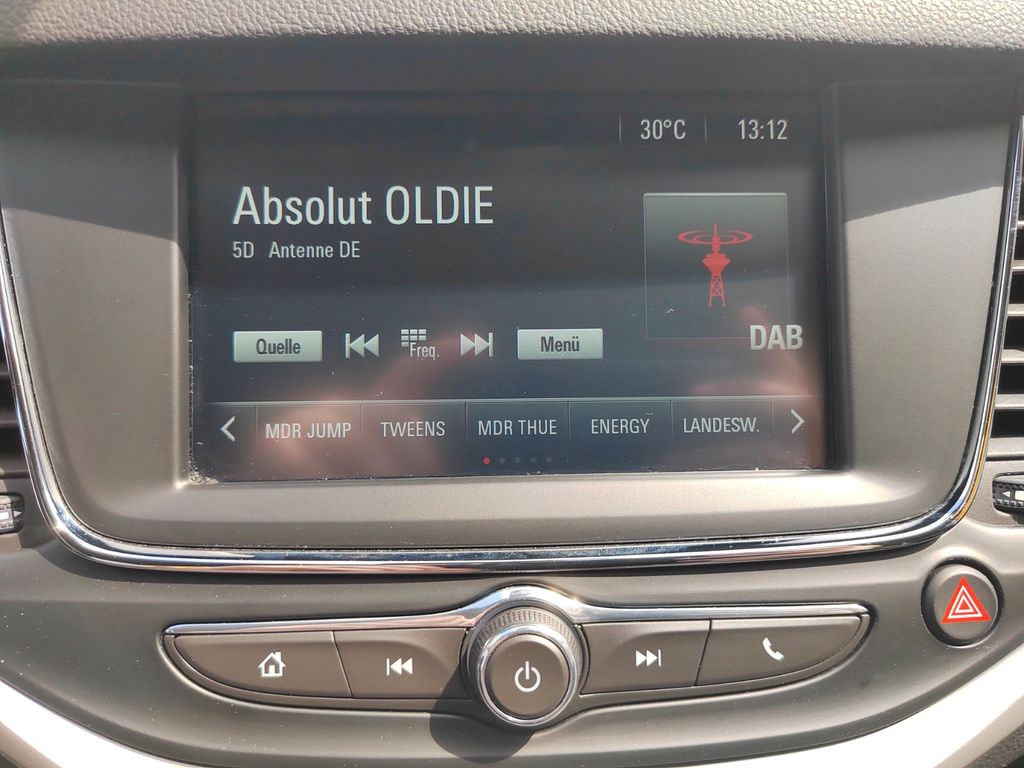 30°C 13:12
Absolut OLDIE
5D Antenne DE
Quelle Freq. Menü
DAB
MDR JUMP TWEENS MDR THUE ENERGY LANDESW.